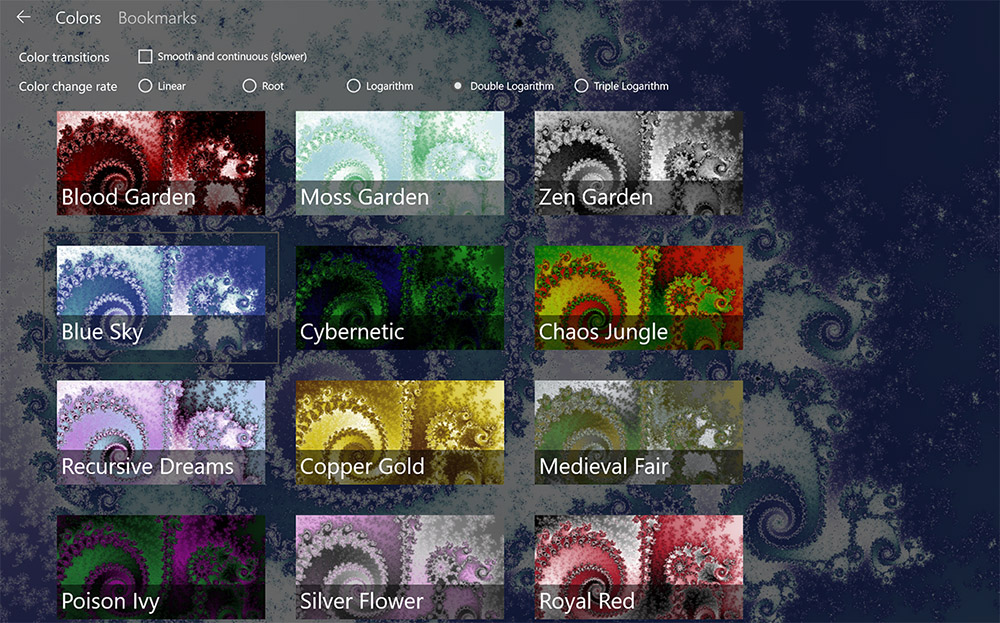 Colors Bookmarks
Color transitions Smooth and continuous (slower)
Color change rate Linear Root Logarithm Double Logarithm Triple Logarithm
Blood Garden Moss Garden Zen Garden
Blue Sky Cybernetic Chaos Jungle
Recursive Dreams Copper Gold Medieval Fair
Poison Ivy Silver Flower Royal Red